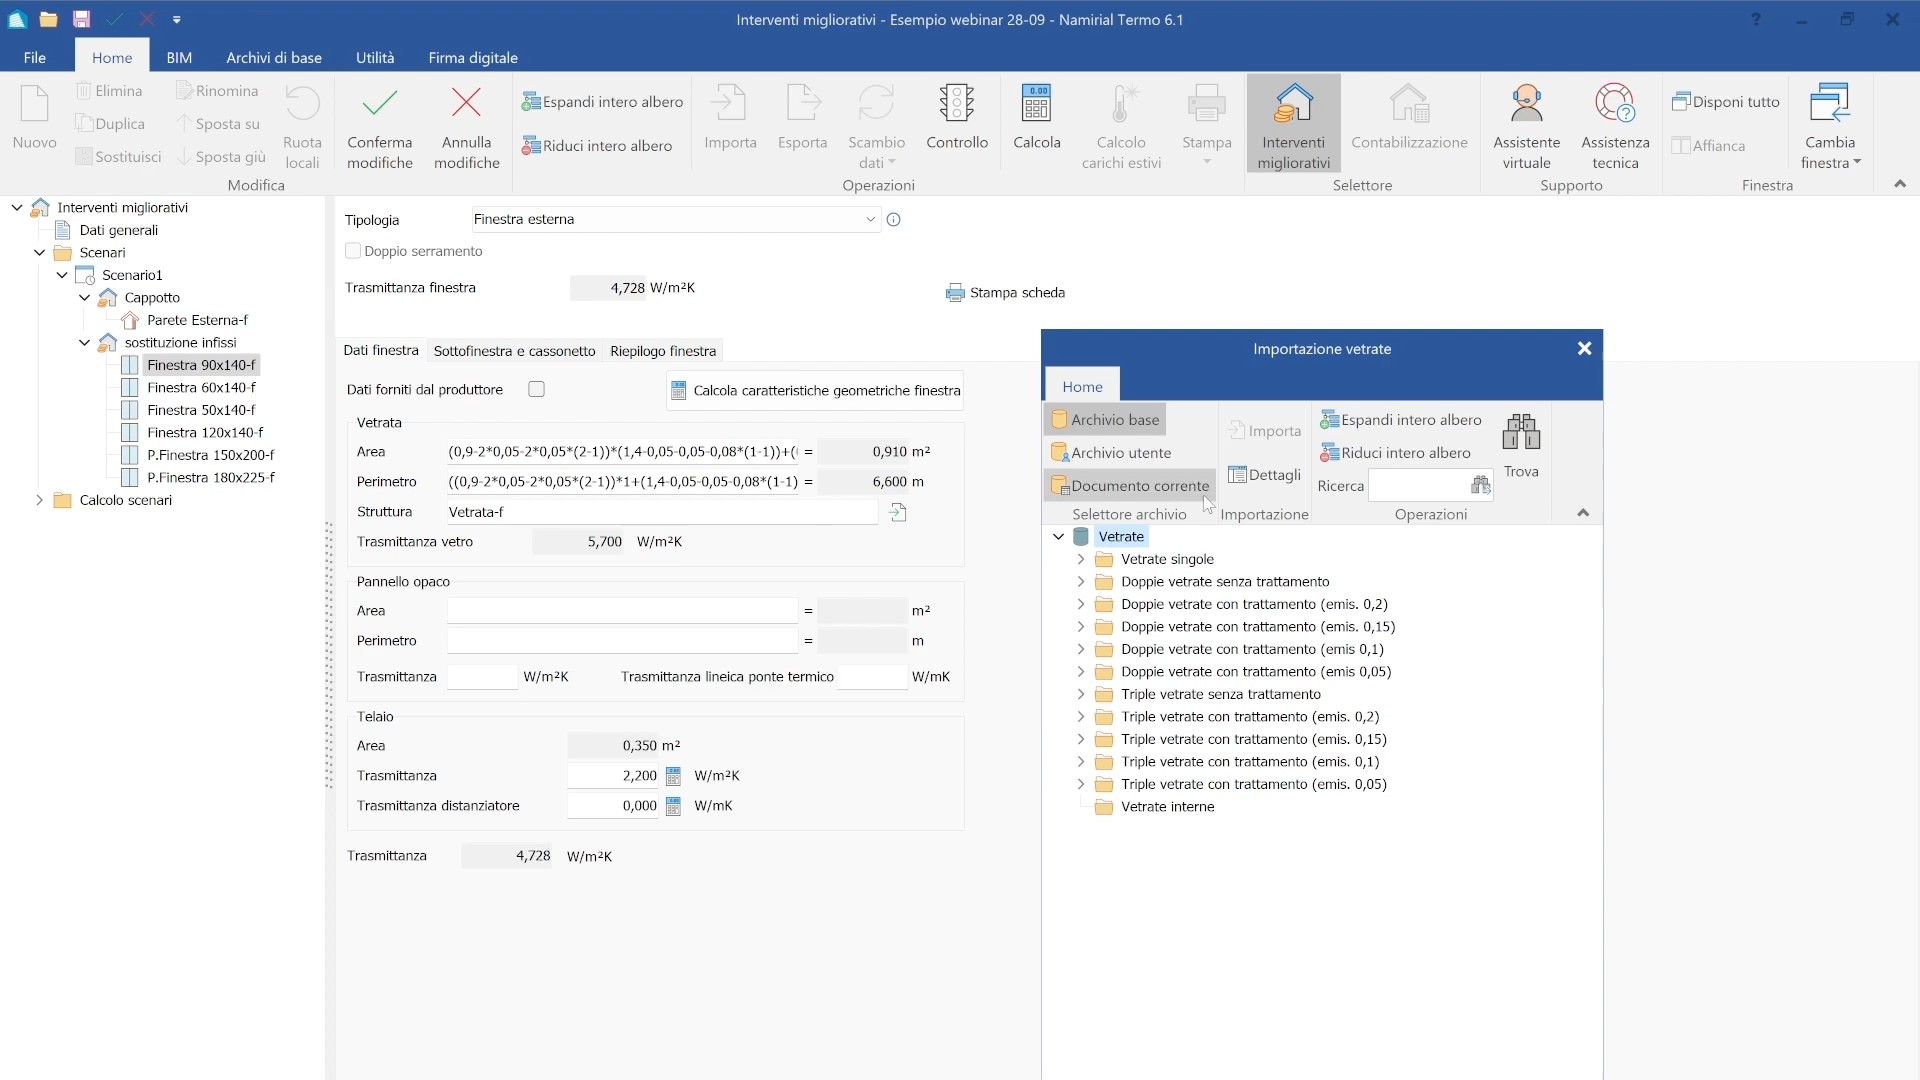 Interventi migliorativi - Esempio webinar 28-09 - Namirial Termo 6.1
File Home BIM Archivi di base Utilità Firma digitale
Nuovo
Elimina
Duplica
Sostituisci
Rinomina
Sposta su
Sposta giù
Ruota
locali
Modifica
Conferma
modifiche
Annulla
modifiche
Espandi intero albero
Riduci intero albero
Importa
Esporta
Scambio
dati
Controllo
Operazioni
Calcola
Calcolo
carichi estivi
Stampa
Interventi
migliorativi
Contabilizzazione
Selettore
Assistente
virtuale
Assistenza
tecnica
Supporto
Disponi tutto
Affianca
Cambia
finestra
Finestra
Interventi migliorativi
Dati generali
Scenari
Scenario1
Cappotto
Parete Esterna-f
sostituzione infissi
Finestra 90x140-f
Finestra 60x140-f
Finestra 50x140-f
Finestra 120x140-f
P.Finestra 150x200-f
P.Finestra 180x225-f
Calcolo scenari
Tipologia Finestra esterna
Doppio serramento
Trasmittanza finestra 4,728 W/m²K
Stampa scheda
Dati finestra Sottofinestra e cassonetto Riepilogo finestra
Dati forniti dal produttore
Calcola caratteristiche geometriche finestra
Vetrata
Area (0,9-2*0,05-2*0,05*(2-1))*(1,4-0,05-0,05-0,08*(1-1))+( = 0,910 m²
Perimetro ((0,9-2*0,05-2*0,05*(2-1))*1+(1,4-0,05-0,05-0,08*(1-1) = 6,600 m
Struttura Vetrata-f
Trasmittanza vetro 5,700 W/m²K
Pannello opaco
Area = m²
Perimetro = m
Trasmittanza W/m²K Trasmittanza lineica ponte termico W/mK
Telaio
Area 0,350 m²
Trasmittanza 2,200 W/m²K
Trasmittanza distanziatore 0,000 W/mK
Trasmittanza 4,728 W/m²K
Importazione vetrate
Home
Archivio base
Archivio utente
Documento corrente
Selettore archivio
Importa
Dettagli
Importazione
Espandi intero albero
Riduci intero albero
Ricerca
Trova
Operazioni
Vetrate
Vetrate singole
Doppie vetrate senza trattamento
Doppie vetrate con trattamento (emis. 0,2)
Doppie vetrate con trattamento (emis. 0,15)
Doppie vetrate con trattamento (emis 0,1)
Doppie vetrate con trattamento (emis 0,05)
Triple vetrate senza trattamento
Triple vetrate con trattamento (emis. 0,2)
Triple vetrate con trattamento (emis. 0,15)
Triple vetrate con trattamento (emis. 0,1)
Triple vetrate con trattamento (emis. 0,05)
Vetrate interne